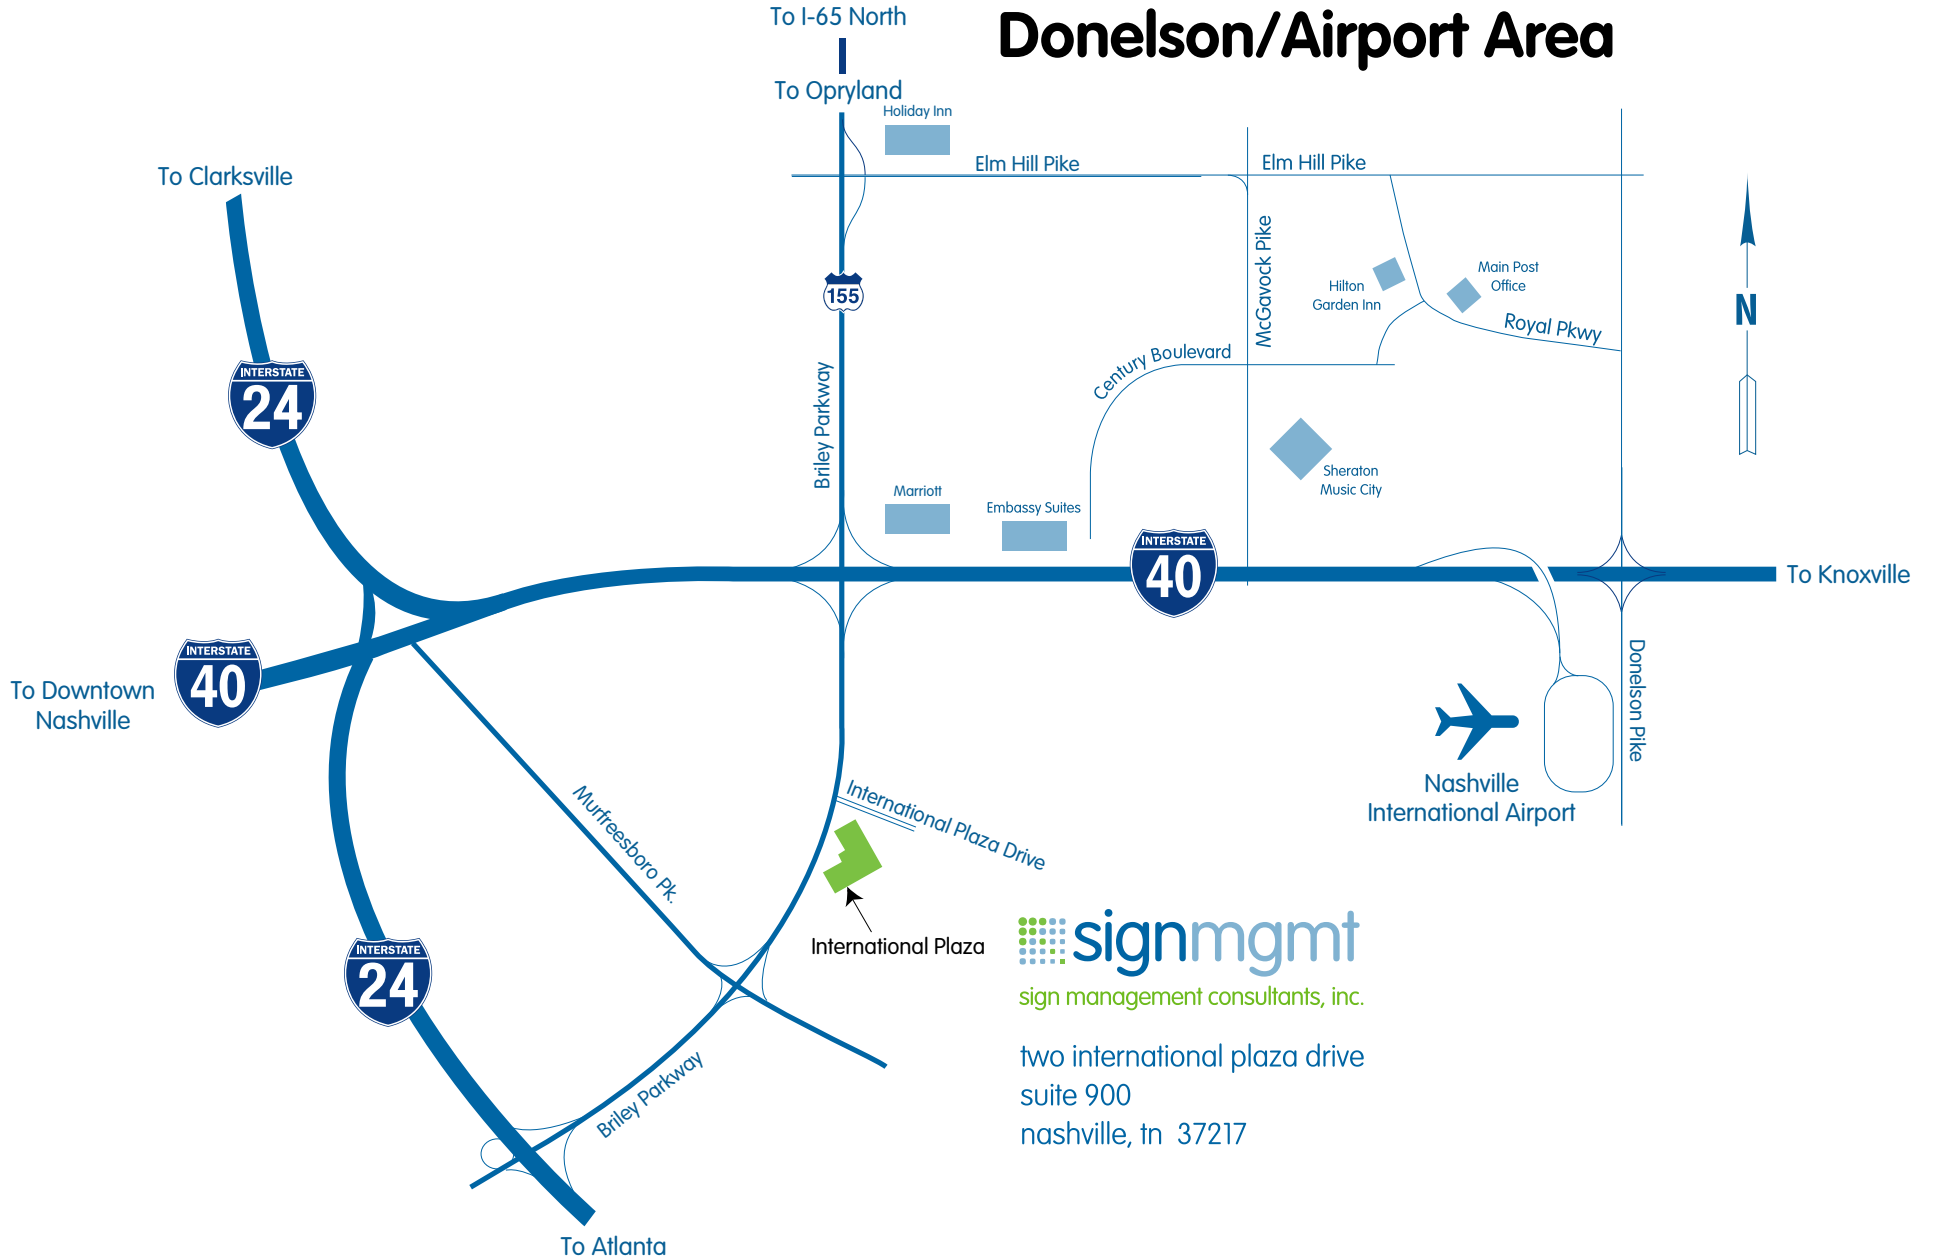 Donelson/Airport Area
To I-65 North
To Opryland
Holiday Inn
Elm Hill Pike
Elm Hill Pike
To Clarksville
McGavock Pike
Main Post
Office
Hilton
Garden Inn
155
N
Royal Pkwy
Century Boulevard
INTERSTATE
24
Briley Parkway
Sheraton
Music City
Marriott
Embassy Suites
INTERSTATE
40
To Knoxville
INTERSTATE
40
To Downtown
Nashville
Donelson Pike
Nashville
International Airport
Murfreesboro Pk.
International Plaza Drive
International Plaza
INTERSTATE
24
signmgmt
sign management consultants, inc.
two international plaza drive
suite 900
nashville, tn 37217
Briley Parkway
To Atlanta